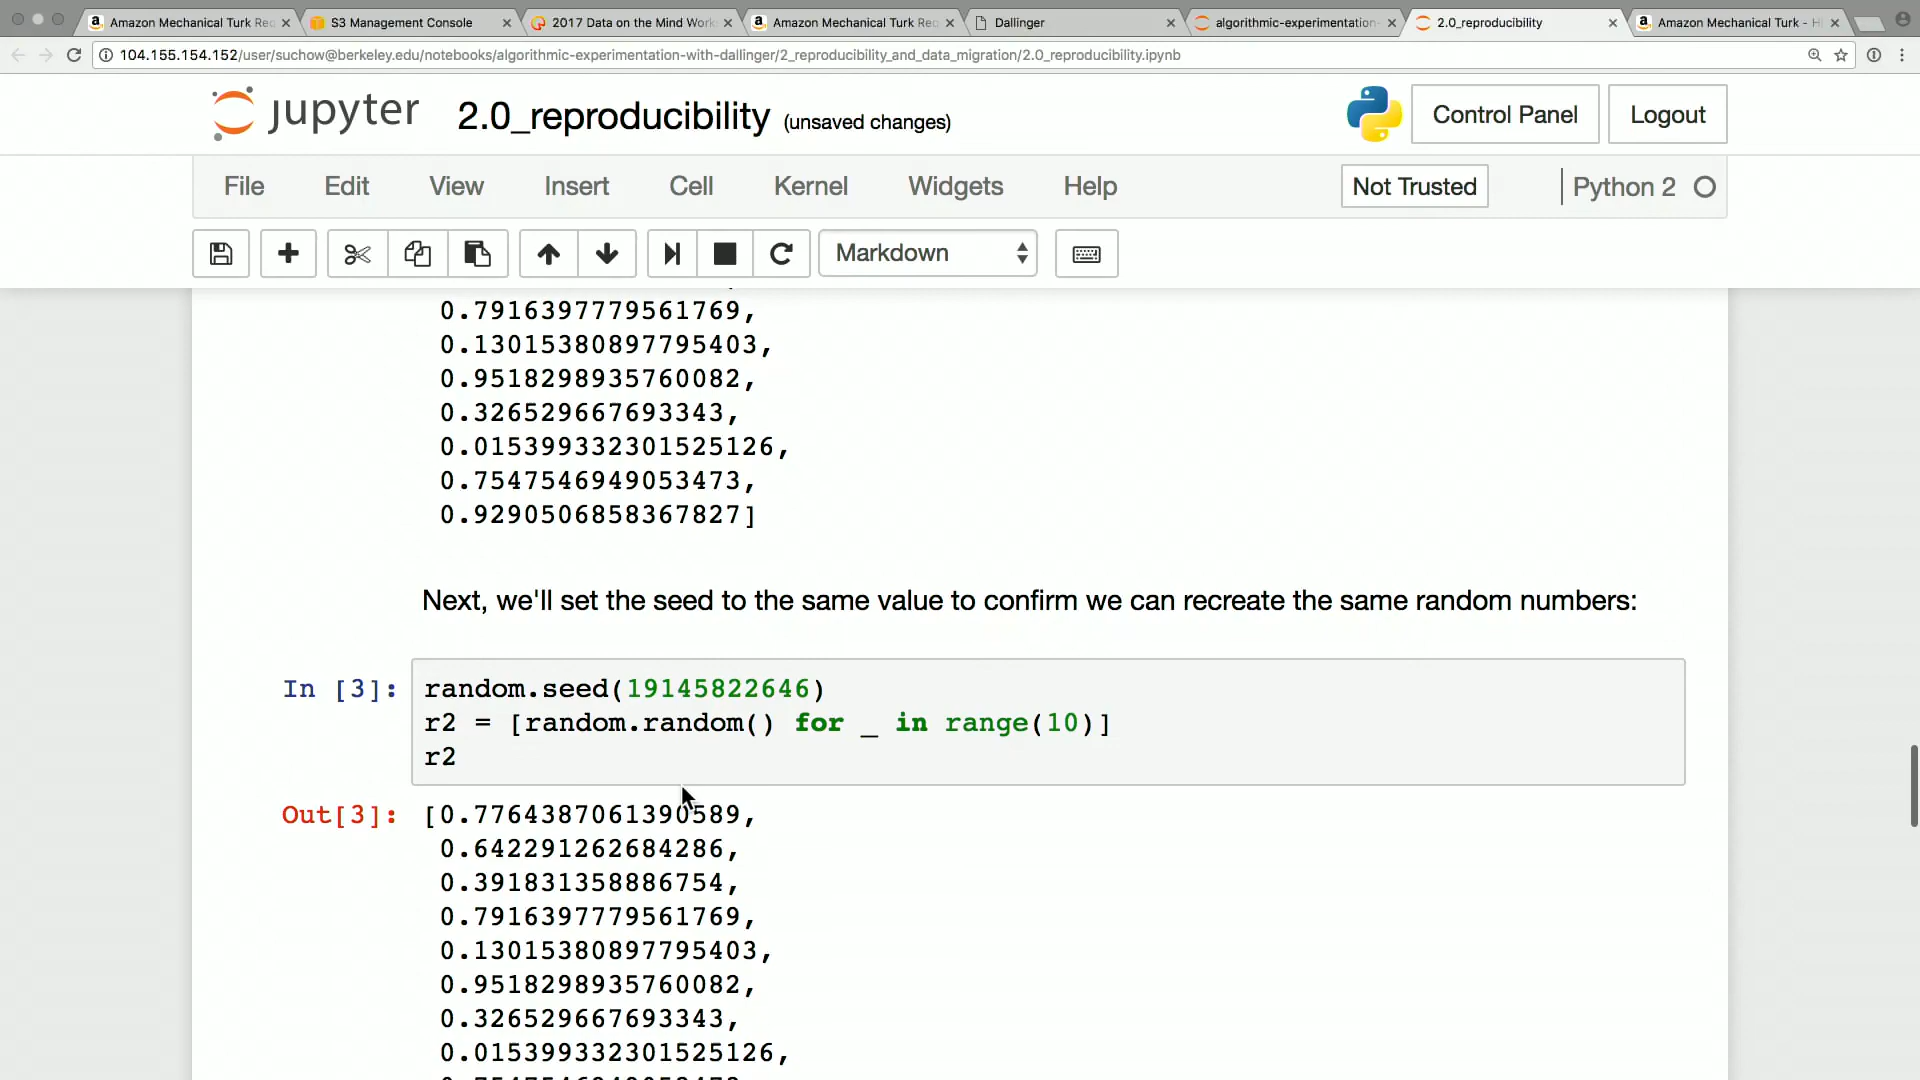 Amazon Mechanical Turk Req
S3 Management Console
2017 Data on the Mind Work
Amazon Mechanical Turk Req
Dallinger
algorithmic-experimentation-
2.0_reproducibility
Amazon Mechanical Turk - H
104.155.154.152/user/suchow@berkeley.edu/notebooks/algorithmic-experimentation-with-dallinger/2_reproducibility_and_data_migration/2.0_reproducibility.ipynb
jupyter 2.0_reproducibility (unsaved changes)
Control Panel Logout
File Edit View Insert Cell Kernel Widgets Help Not Trusted Python 2
Markdown
0.7916397779561769,
0.13015380897795403,
0.9518298935760082,
0.326529667693343,
0.015399332301525126,
0.7547546949053473,
0.9290506858367827]
Next, we'll set the seed to the same value to confirm we can recreate the same random numbers:
In [3]: random.seed(19145822646)
r2 = [random.random() for _ in range(10)]
r2
Out[3]: [0.7764387061390589,
0.642291262684286,
0.391831358886754,
0.7916397779561769,
0.13015380897795403,
0.9518298935760082,
0.326529667693343,
0.015399332301525126,